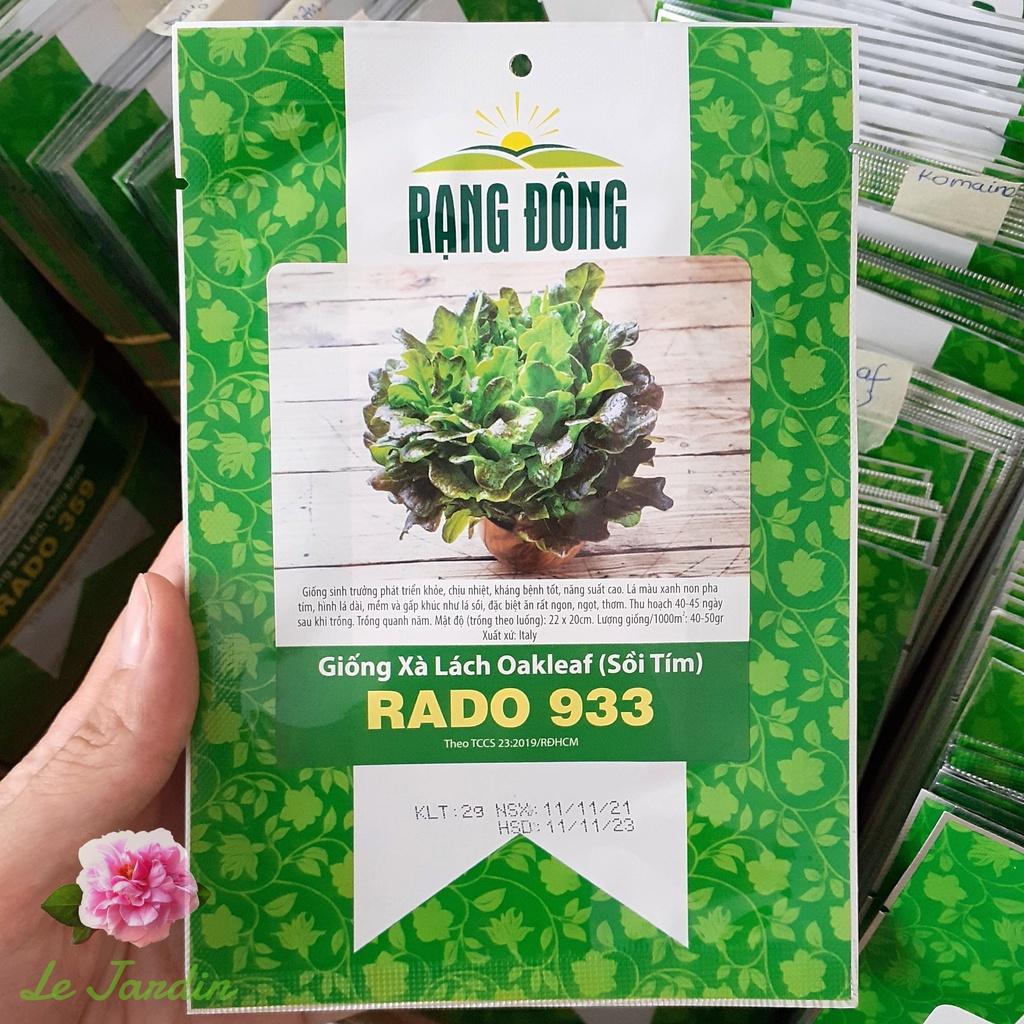 RẠNG ĐÔNG
Giống sinh trưởng phát triển khỏe, chịu nhiệt, kháng bệnh tốt, năng suất cao. Lá màu xanh non pha
tím, hình lá dài, mềm và gấp khúc như lá sồi, đặc biệt ăn rất ngon, ngọt, thơm. Thu hoạch 40-45 ngày
sau khi trồng. Trồng quanh năm. Mật độ (trồng theo luống): 22 x 20cm. Lượng giống/1000m²: 40-50gr
Xuất xứ: Italy
Giống Xà Lách Oakleaf (Sồi Tím)
RADO 933
Theo TCCS 23:2019/RĐHCM
KLT:2g NSX:11/11/21
HSD:11/11/23
Le Jardin
Romaine
RADO 369